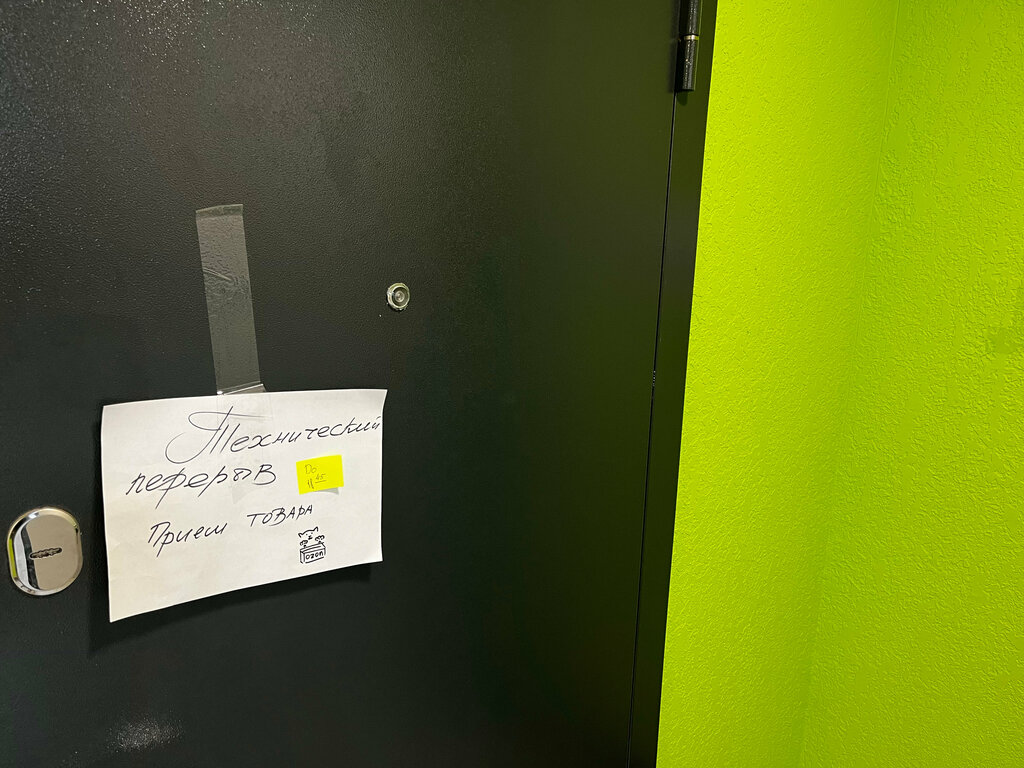 Технический
перерыв
До
11 45
Прием товара
ozon